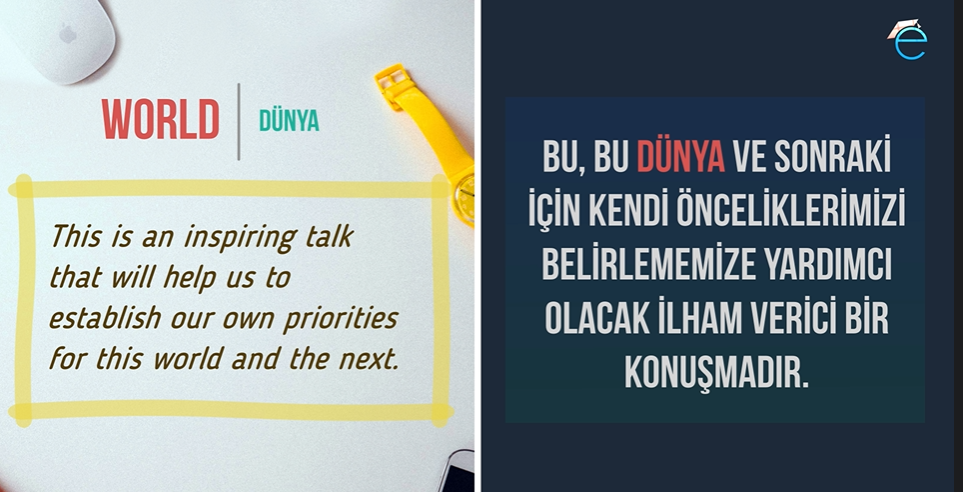 WORLD
DÜNYA
This is an inspiring talk
that will help us to
establish our own priorities
for this world and the next.
e
BU, BU DÜNYA VE SONRAKİ
İÇİN KENDİ ÖNCELİKLERİMİZİ
BELİRLEMEMİZE YARDIMCI
OLACAK İLHAM VERİCİ BİR
KONUŞMADIR.